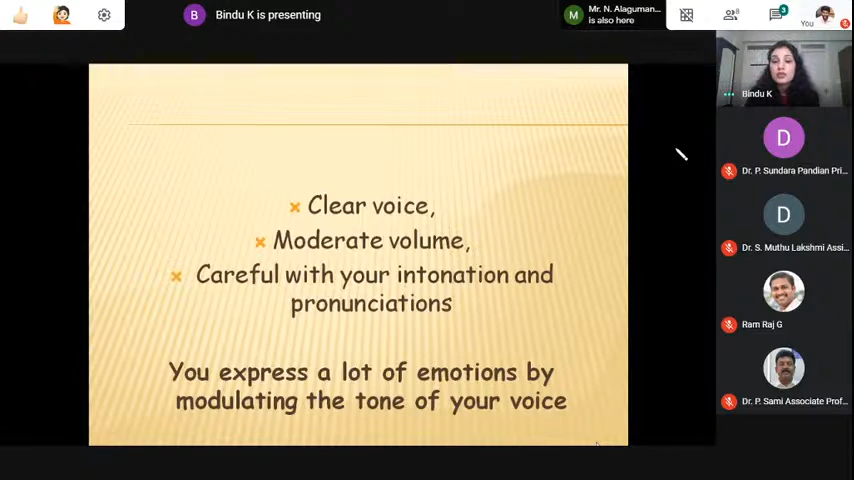 B Bindu K is presenting
M Mr. N. Alaguman...
is also here
8
3
You
Clear voice,
Moderate volume,
Careful with your intonation and
pronunciations
You express a lot of emotions by
modulating the tone of your voice
Bindu K
D
Dr. P. Sundara Pandian Pri...
D
Dr. S. Muthu Lakshmi Assi...
Ram Raj G
Dr. P. Sami Associate Prof...